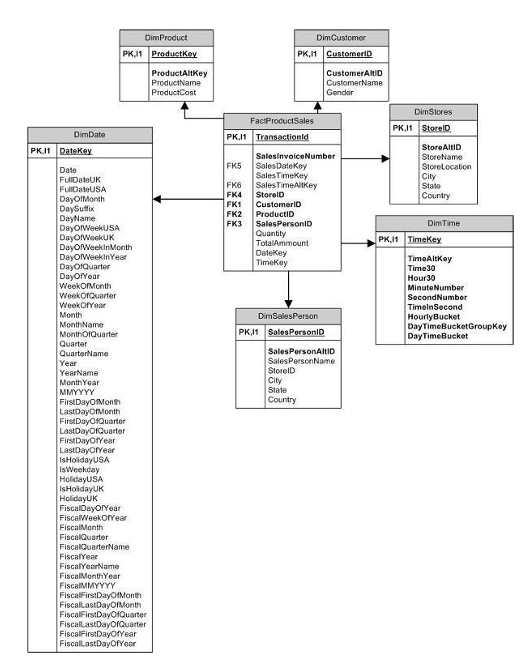 DimProduct
PK,I1 ProductKey
ProductAltKey
ProductName
ProductCost
DimCustomer
PK,I1 CustomerID
CustomerAltID
CustomerName
Gender
FactProductSales
PK,I1 TransactionId
SalesInvoiceNumber
FK5 SalesDateKey
SalesTimeKey
FK6 SalesTimeAltKey
FK4 StoreID
FK1 CustomerID
FK2 ProductID
FK3 SalesPersonID
Quantity
TotalAmmount
DateKey
TimeKey
DimStores
PK,I1 StoreID
StoreAltID
StoreName
StoreLocation
City
State
Country
DimDate
PK,I1 DateKey
Date
FullDateUK
FullDateUSA
DayOfMonth
DaySuffix
DayName
DayOfWeekUSA
DayOfWeekUK
DayOfWeekInMonth
DayOfWeekInYear
DayOfQuarter
DayOfYear
WeekOfMonth
WeekOfQuarter
WeekOfYear
Month
MonthName
MonthOfQuarter
Quarter
QuarterName
Year
YearName
MonthYear
MMYYYY
FirstDayOfMonth
LastDayOfMonth
FirstDayOfQuarter
LastDayOfQuarter
FirstDayOfYear
LastDayOfYear
IsHolidayUSA
IsWeekday
HolidayUSA
IsHolidayUK
HolidayUK
FiscalDayOfYear
FiscalWeekOfYear
FiscalMonth
FiscalQuarter
FiscalQuarterName
FiscalYear
FiscalYearName
FiscalMonthYear
FiscalMMYYYY
FiscalFirstDayOfMonth
FiscalLastDayOfMonth
FiscalFirstDayOfQuarter
FiscalLastDayOfQuarter
FiscalFirstDayOfYear
FiscalLastDayOfYear
DimTime
PK,I1 TimeKey
TimeAltKey
Time30
Hour30
MinuteNumber
SecondNumber
TimeInSecond
HourlyBucket
DayTimeBucketGroupKey
DayTimeBucket
DimSalesPerson
PK,I1 SalesPersonID
SalesPersonAltID
SalesPersonName
StoreID
City
State
Country